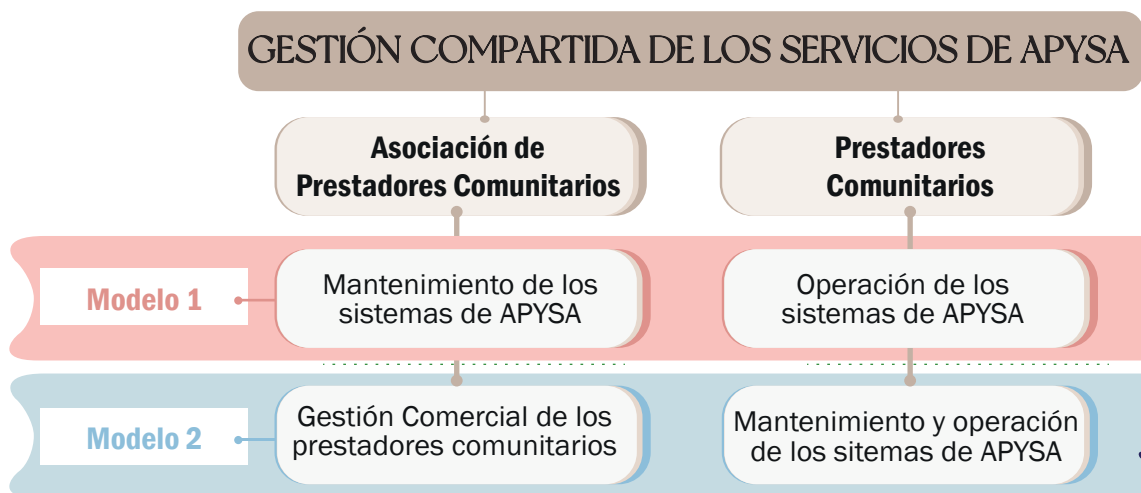 GESTIÓN COMPARTIDA DE LOS SERVICIOS DE APYSA
Asociación de
Prestadores Comunitarios
Prestadores
Comunitarios
Modelo 1
Mantenimiento de los
sistemas de APYSA
Operación de los
sistemas de APYSA
Modelo 2
Gestión Comercial de los
prestadores comunitarios
Mantenimiento y operación
de los sitemas de APYSA